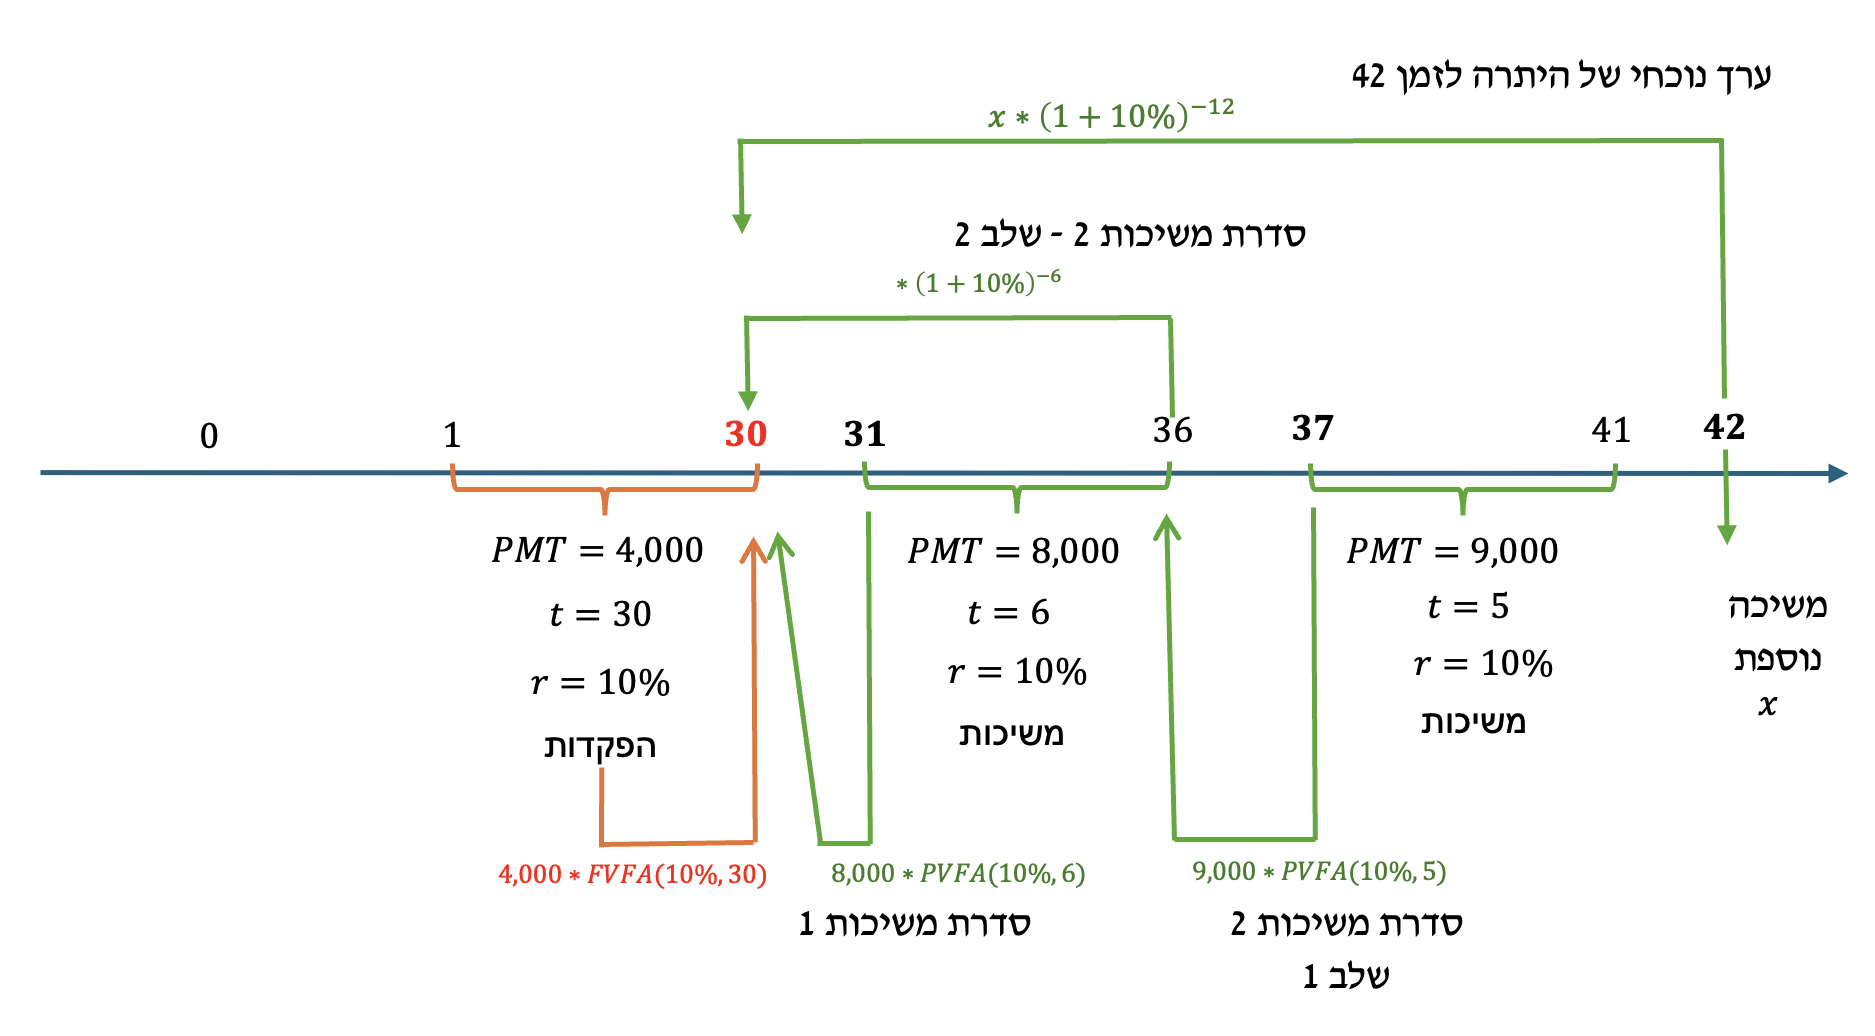 ערך נוכחי של היתרה לזמן 42
x * (1 + 10%)^{-12}
סדרת משיכות 2 - שלב 2
* (1 + 10%)^{-6}
0 1 30 31 36 37 41 42
PMT = 4,000
t = 30
r = 10%
הפקדות
PMT = 8,000
t = 6
r = 10%
משיכות
PMT = 9,000
t = 5
r = 10%
משיכות
משיכה
נוספת
x
4,000 * FVFA(10%, 30)
8,000 * PVFA(10%, 6)
סדרת משיכות 1
9,000 * PVFA(10%, 5)
סדרת משיכות 2
שלב 1